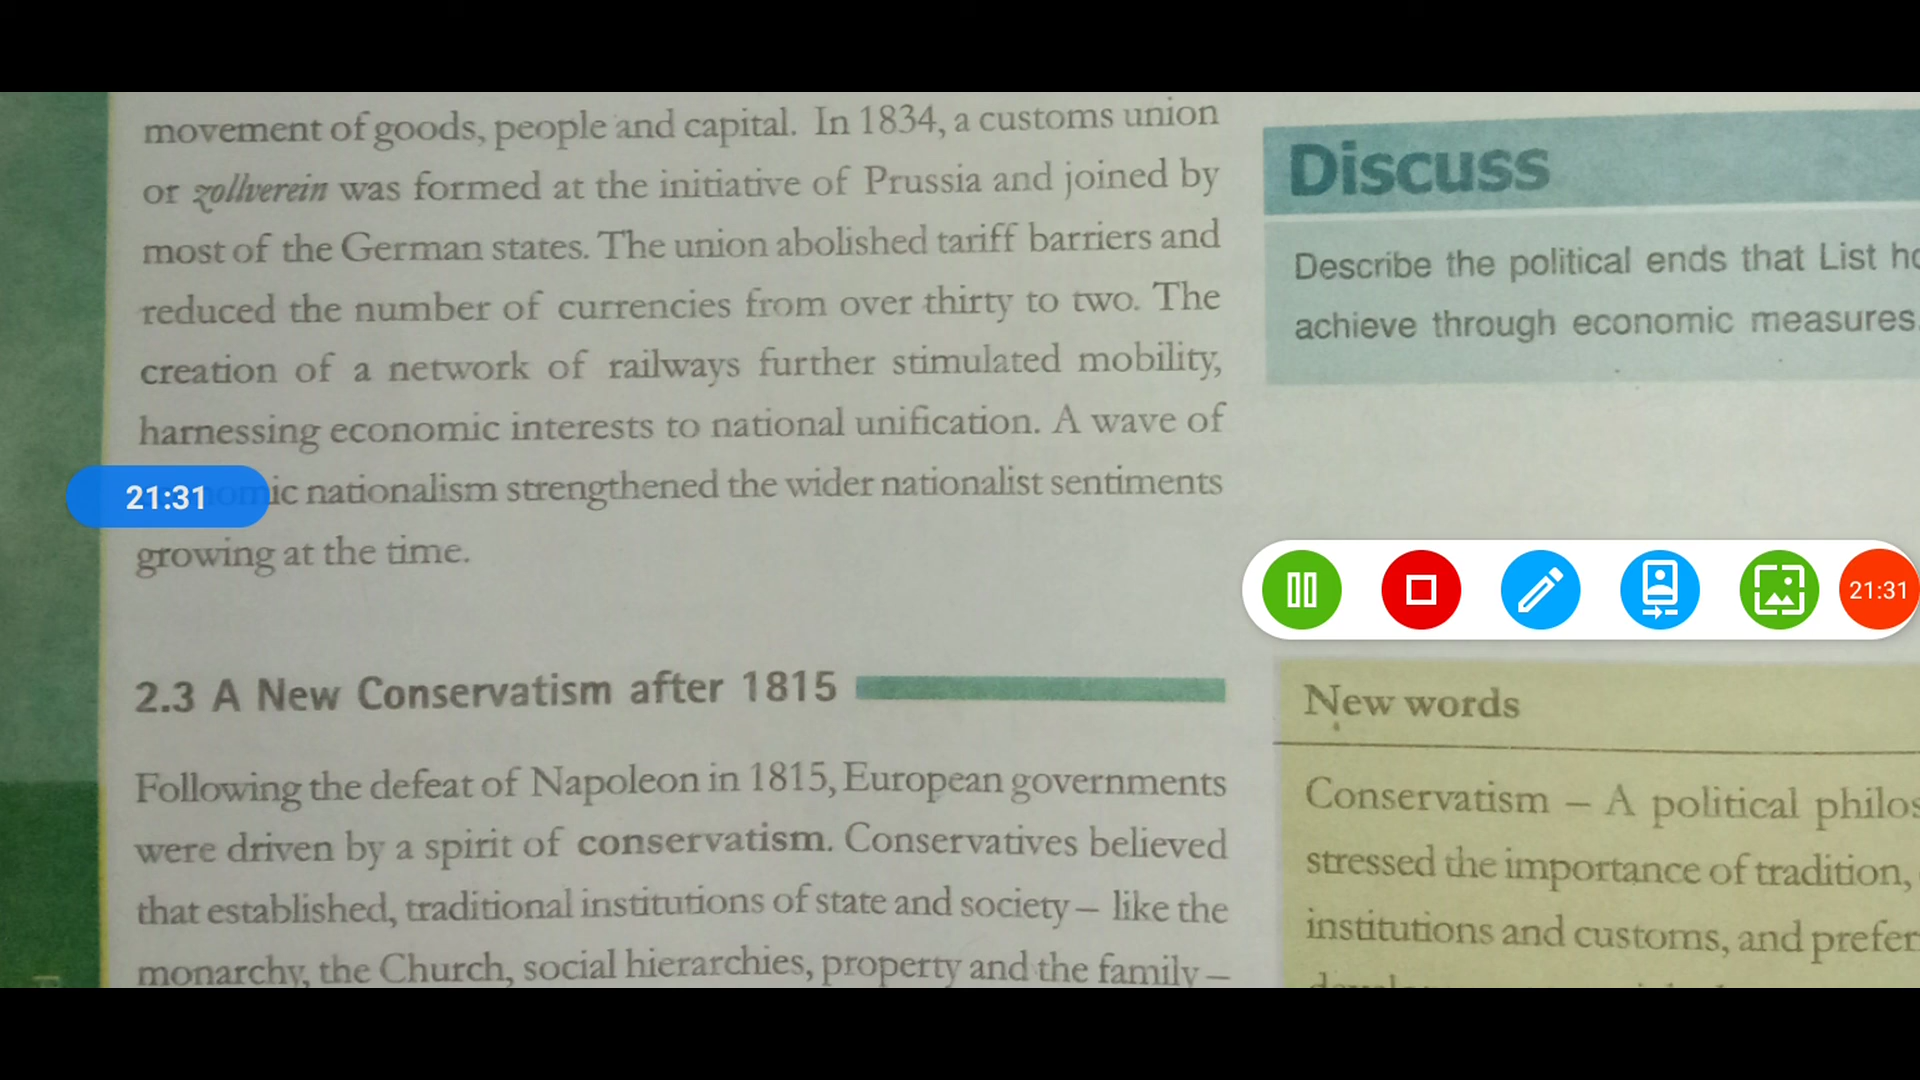 movement of goods, people and capital. In 1834, a customs union
or zollverein was formed at the initiative of Prussia and joined by
most of the German states. The union abolished tariff barriers and
reduced the number of currencies from over thirty to two. The
creation of a network of railways further stimulated mobility,
harnessing economic interests to national unification. A wave of
nationalism strengthened the wider nationalist sentiments
growing at the time.
21:31
2.3 A New Conservatism after 1815
Following the defeat of Napoleon in 1815, European governments
were driven by a spirit of conservatism. Conservatives believed
that established, traditional institutions of state and society – like the
monarchy, the Church, social hierarchies, property and the family –
Discuss
Describe the political ends that List
achieve through economic measures
21:31
New words
Conservatism – A political
stressed the importance of tradition,
institutions and customs, and